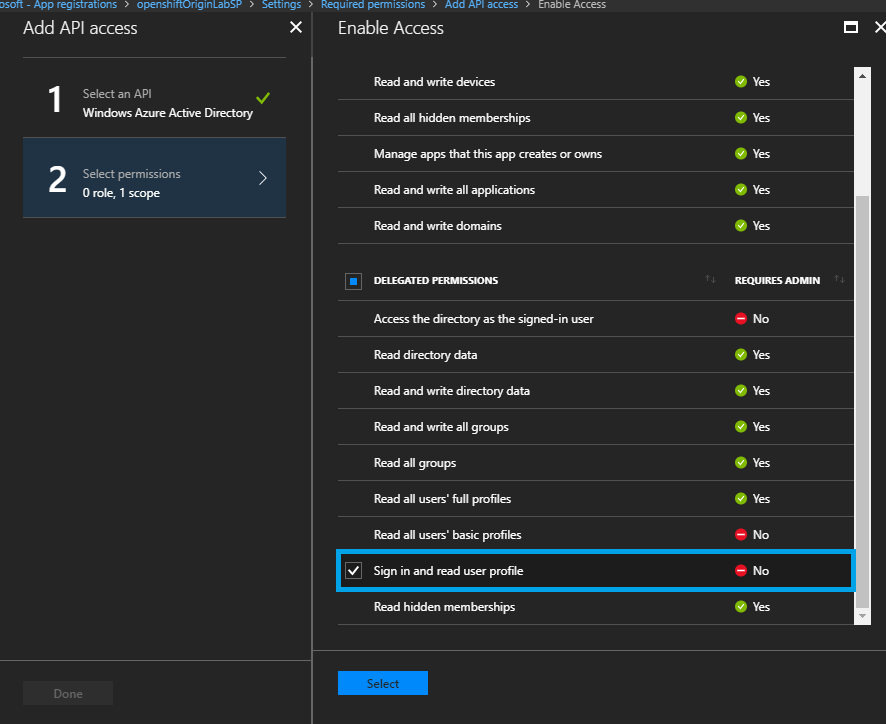 osoft - App registrations > openshiftOriginLabSP > Settings > Required permissions > Add API access > Enable Access
Add API access
1
Select an API
Windows Azure Active Directory
2
Select permissions
0 role, 1 scope
Done
Enable Access
Read and write devices Yes
Read all hidden memberships Yes
Manage apps that this app creates or owns Yes
Read and write all applications Yes
Read and write domains Yes
DELEGATED PERMISSIONS REQUIRES ADMIN
Access the directory as the signed-in user No
Read directory data Yes
Read and write directory data Yes
Read and write all groups Yes
Read all groups Yes
Read all users' full profiles Yes
Read all users' basic profiles No
Sign in and read user profile No
Read hidden memberships Yes
Select